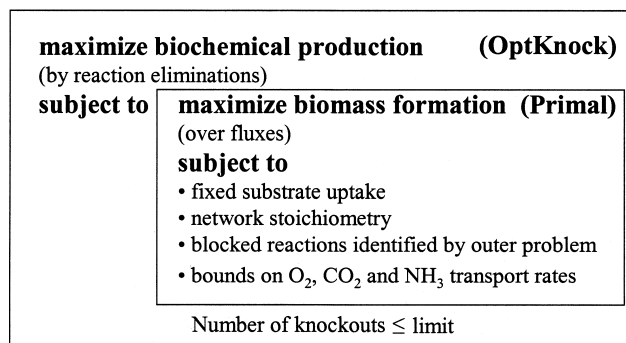 maximize biochemical production (OptKnock)
(by reaction eliminations)
subject to maximize biomass formation (Primal)
(over fluxes)
subject to
• fixed substrate uptake
• network stoichiometry
• blocked reactions identified by outer problem
• bounds on O₂, CO₂ and NH₃ transport rates
Number of knockouts ≤ limit